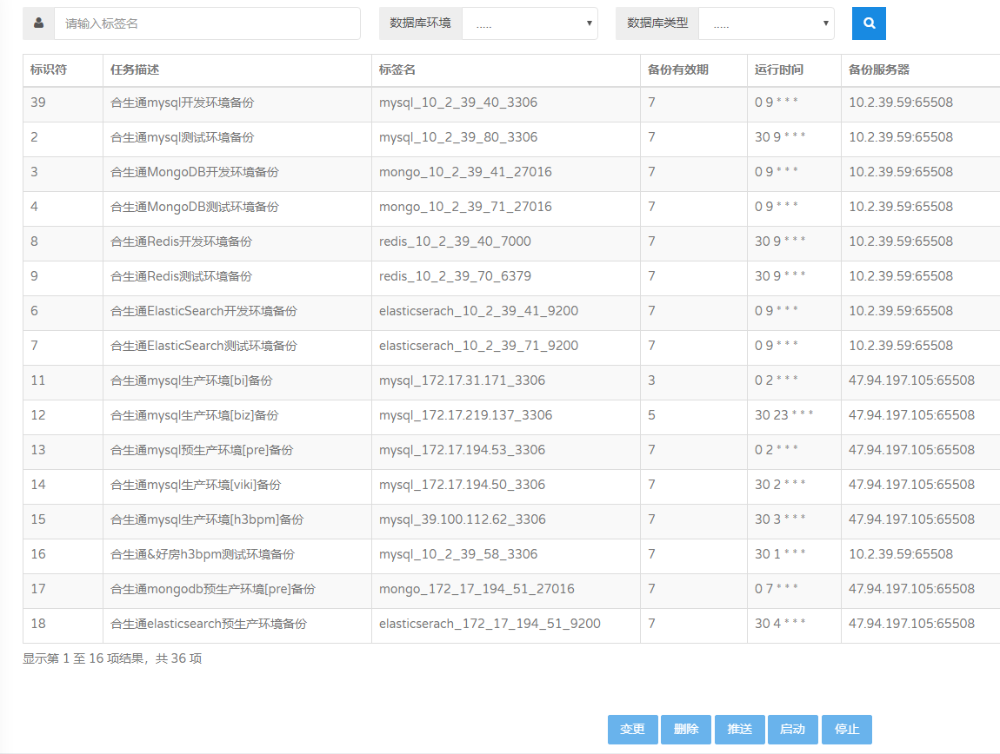 请输入标签名 数据库环境 ..... 数据库类型 .....
标识符 任务描述 标签名 备份有效期 运行时间 备份服务器
39 合生通mysql开发环境备份 mysql_10_2_39_40_3306 7 0 9 * * * 10.2.39.59:65508
2 合生通mysql测试环境备份 mysql_10_2_39_80_3306 7 30 9 * * * 10.2.39.59:65508
3 合生通MongoDB开发环境备份 mongo_10_2_39_41_27016 7 0 9 * * * 10.2.39.59:65508
4 合生通MongoDB测试环境备份 mongo_10_2_39_71_27016 7 0 9 * * * 10.2.39.59:65508
8 合生通Redis开发环境备份 redis_10_2_39_40_7000 7 30 9 * * * 10.2.39.59:65508
9 合生通Redis测试环境备份 redis_10_2_39_70_6379 7 30 9 * * * 10.2.39.59:65508
6 合生通ElasticSearch开发环境备份 elasticserach_10_2_39_41_9200 7 0 9 * * * 10.2.39.59:65508
7 合生通ElasticSearch测试环境备份 elasticserach_10_2_39_71_9200 7 0 9 * * * 10.2.39.59:65508
11 合生通mysql生产环境[bi]备份 mysql_172.17.31.171_3306 3 0 2 * * * 47.94.197.105:65508
12 合生通mysql生产环境[biz]备份 mysql_172.17.219.137_3306 5 30 23 * * * 47.94.197.105:65508
13 合生通mysql预生产环境[pre]备份 mysql_172.17.194.53_3306 7 0 2 * * * 47.94.197.105:65508
14 合生通mysql生产环境[viki]备份 mysql_172.17.194.50_3306 7 30 2 * * * 47.94.197.105:65508
15 合生通mysql生产环境[h3bpm]备份 mysql_39.100.112.62_3306 7 30 3 * * * 47.94.197.105:65508
16 合生通&好房h3bpm测试环境备份 mysql_10_2_39_58_3306 7 30 1 * * * 10.2.39.59:65508
17 合生通mongodb预生产环境[pre]备份 mongo_172_17_194_51_27016 7 0 7 * * * 47.94.197.105:65508
18 合生通elasticsearch预生产环境备份 elasticserach_172_17_194_51_9200 7 30 4 * * * 47.94.197.105:65508
显示第 1 至 16 项结果，共 36 项
变更 删除 推送 启动 停止